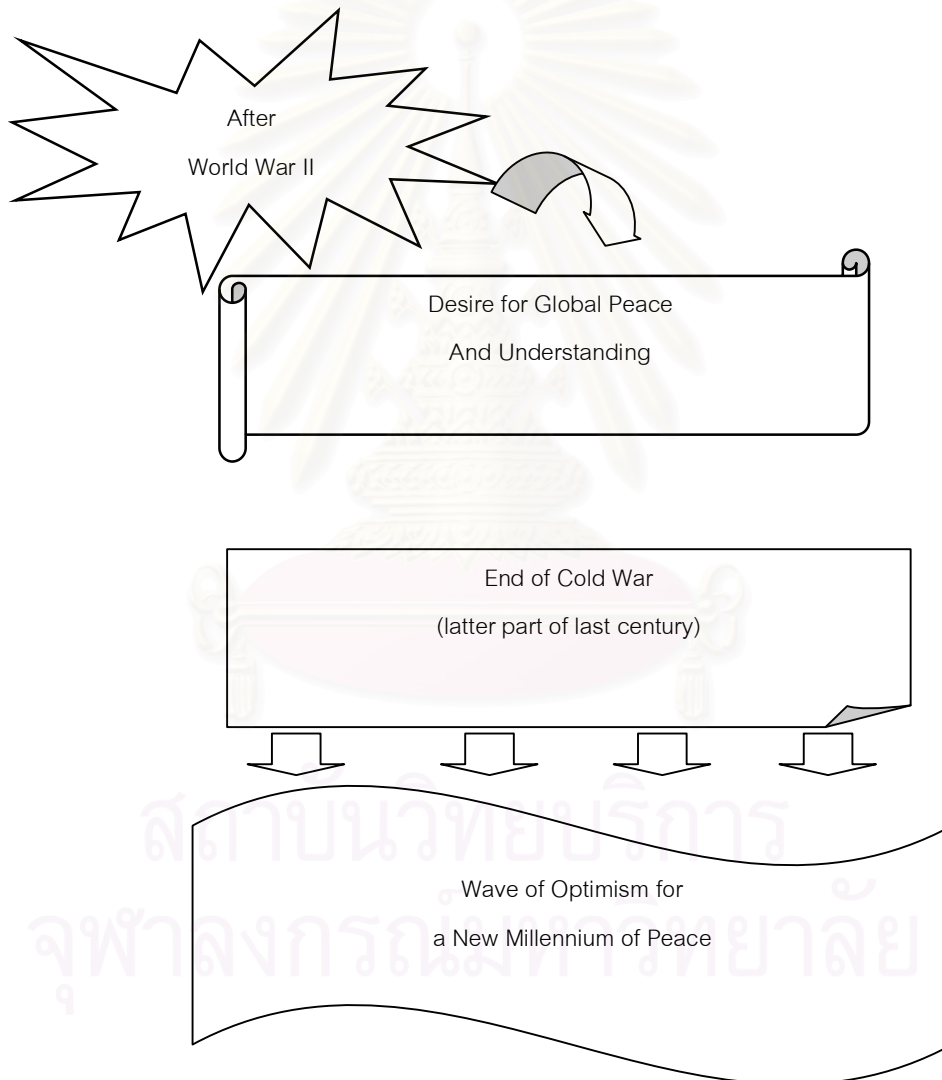 After
World War II
Desire for Global Peace
And Understanding
End of Cold War
(latter part of last century)
Wave of Optimism for
a New Millennium of Peace
สถาบันวิทยบริการ
จุฬาลงกรณ์มหาวิทยาลัย